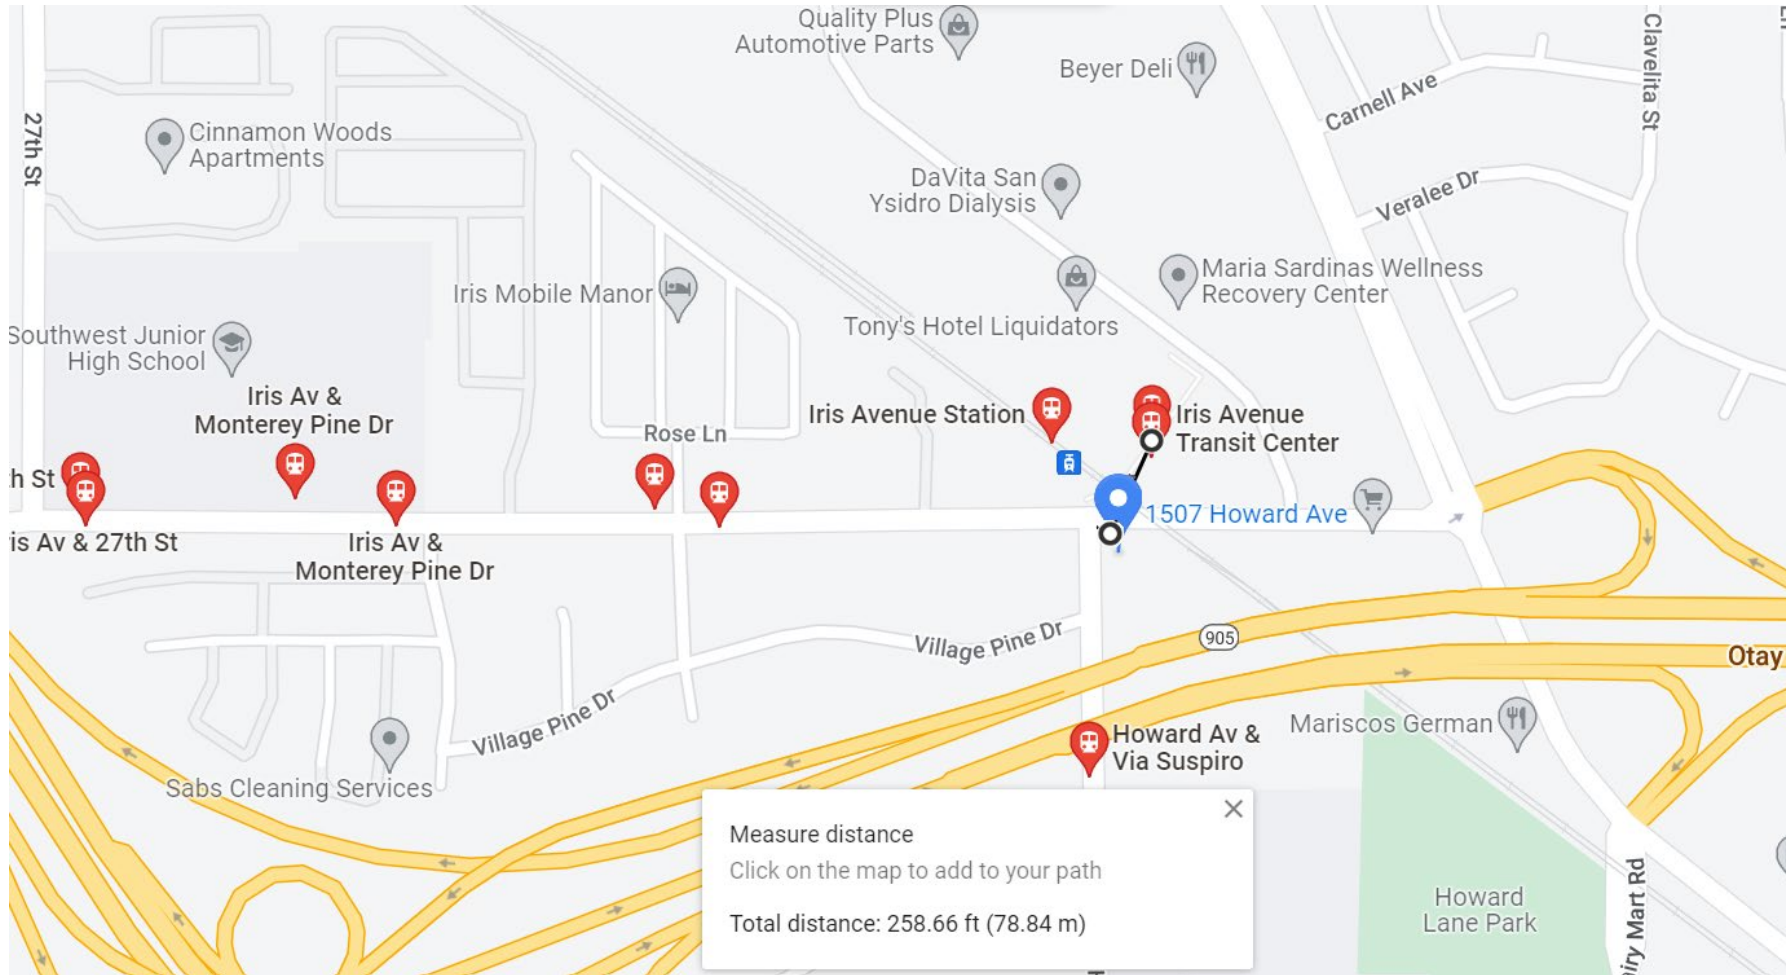 Quality Plus
Automotive Parts
Beyer Deli
Clavelita St
Carnell Ave
27th St
Cinnamon Woods
Apartments
DaVita San
Ysidro Dialysis
Veralee Dr
Maria Sardinas Wellness
Recovery Center
Iris Mobile Manor
Tony's Hotel Liquidators
Southwest Junior
High School
Iris Av &
Monterey Pine Dr
Rose Ln
Iris Avenue Station
Iris Avenue
Transit Center
h St
1507 Howard Ave
is Av & 27th St
Iris Av &
Monterey Pine Dr
905
Village Pine Dr
Otay
Village Pine Dr
Mariscos German
Howard Av &
Via Suspiro
Sabs Cleaning Services
Measure distance
Click on the map to add to your path
Total distance: 258.66 ft (78.84 m)
Howard
Lane Park
iry Mart Rd